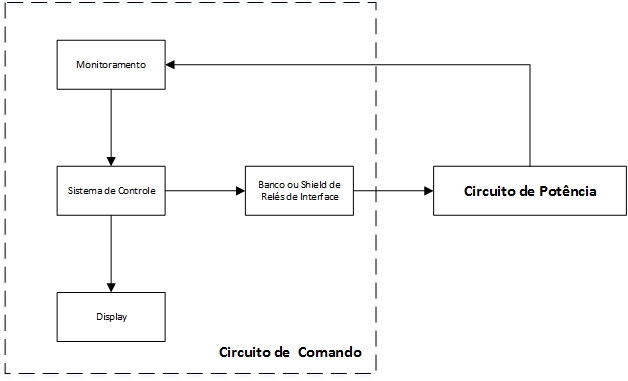 Monitoramento
Sistema de Controle
Banco ou Shield de
Relés de Interface
Circuito de Potência
Display
Circuito de Comando